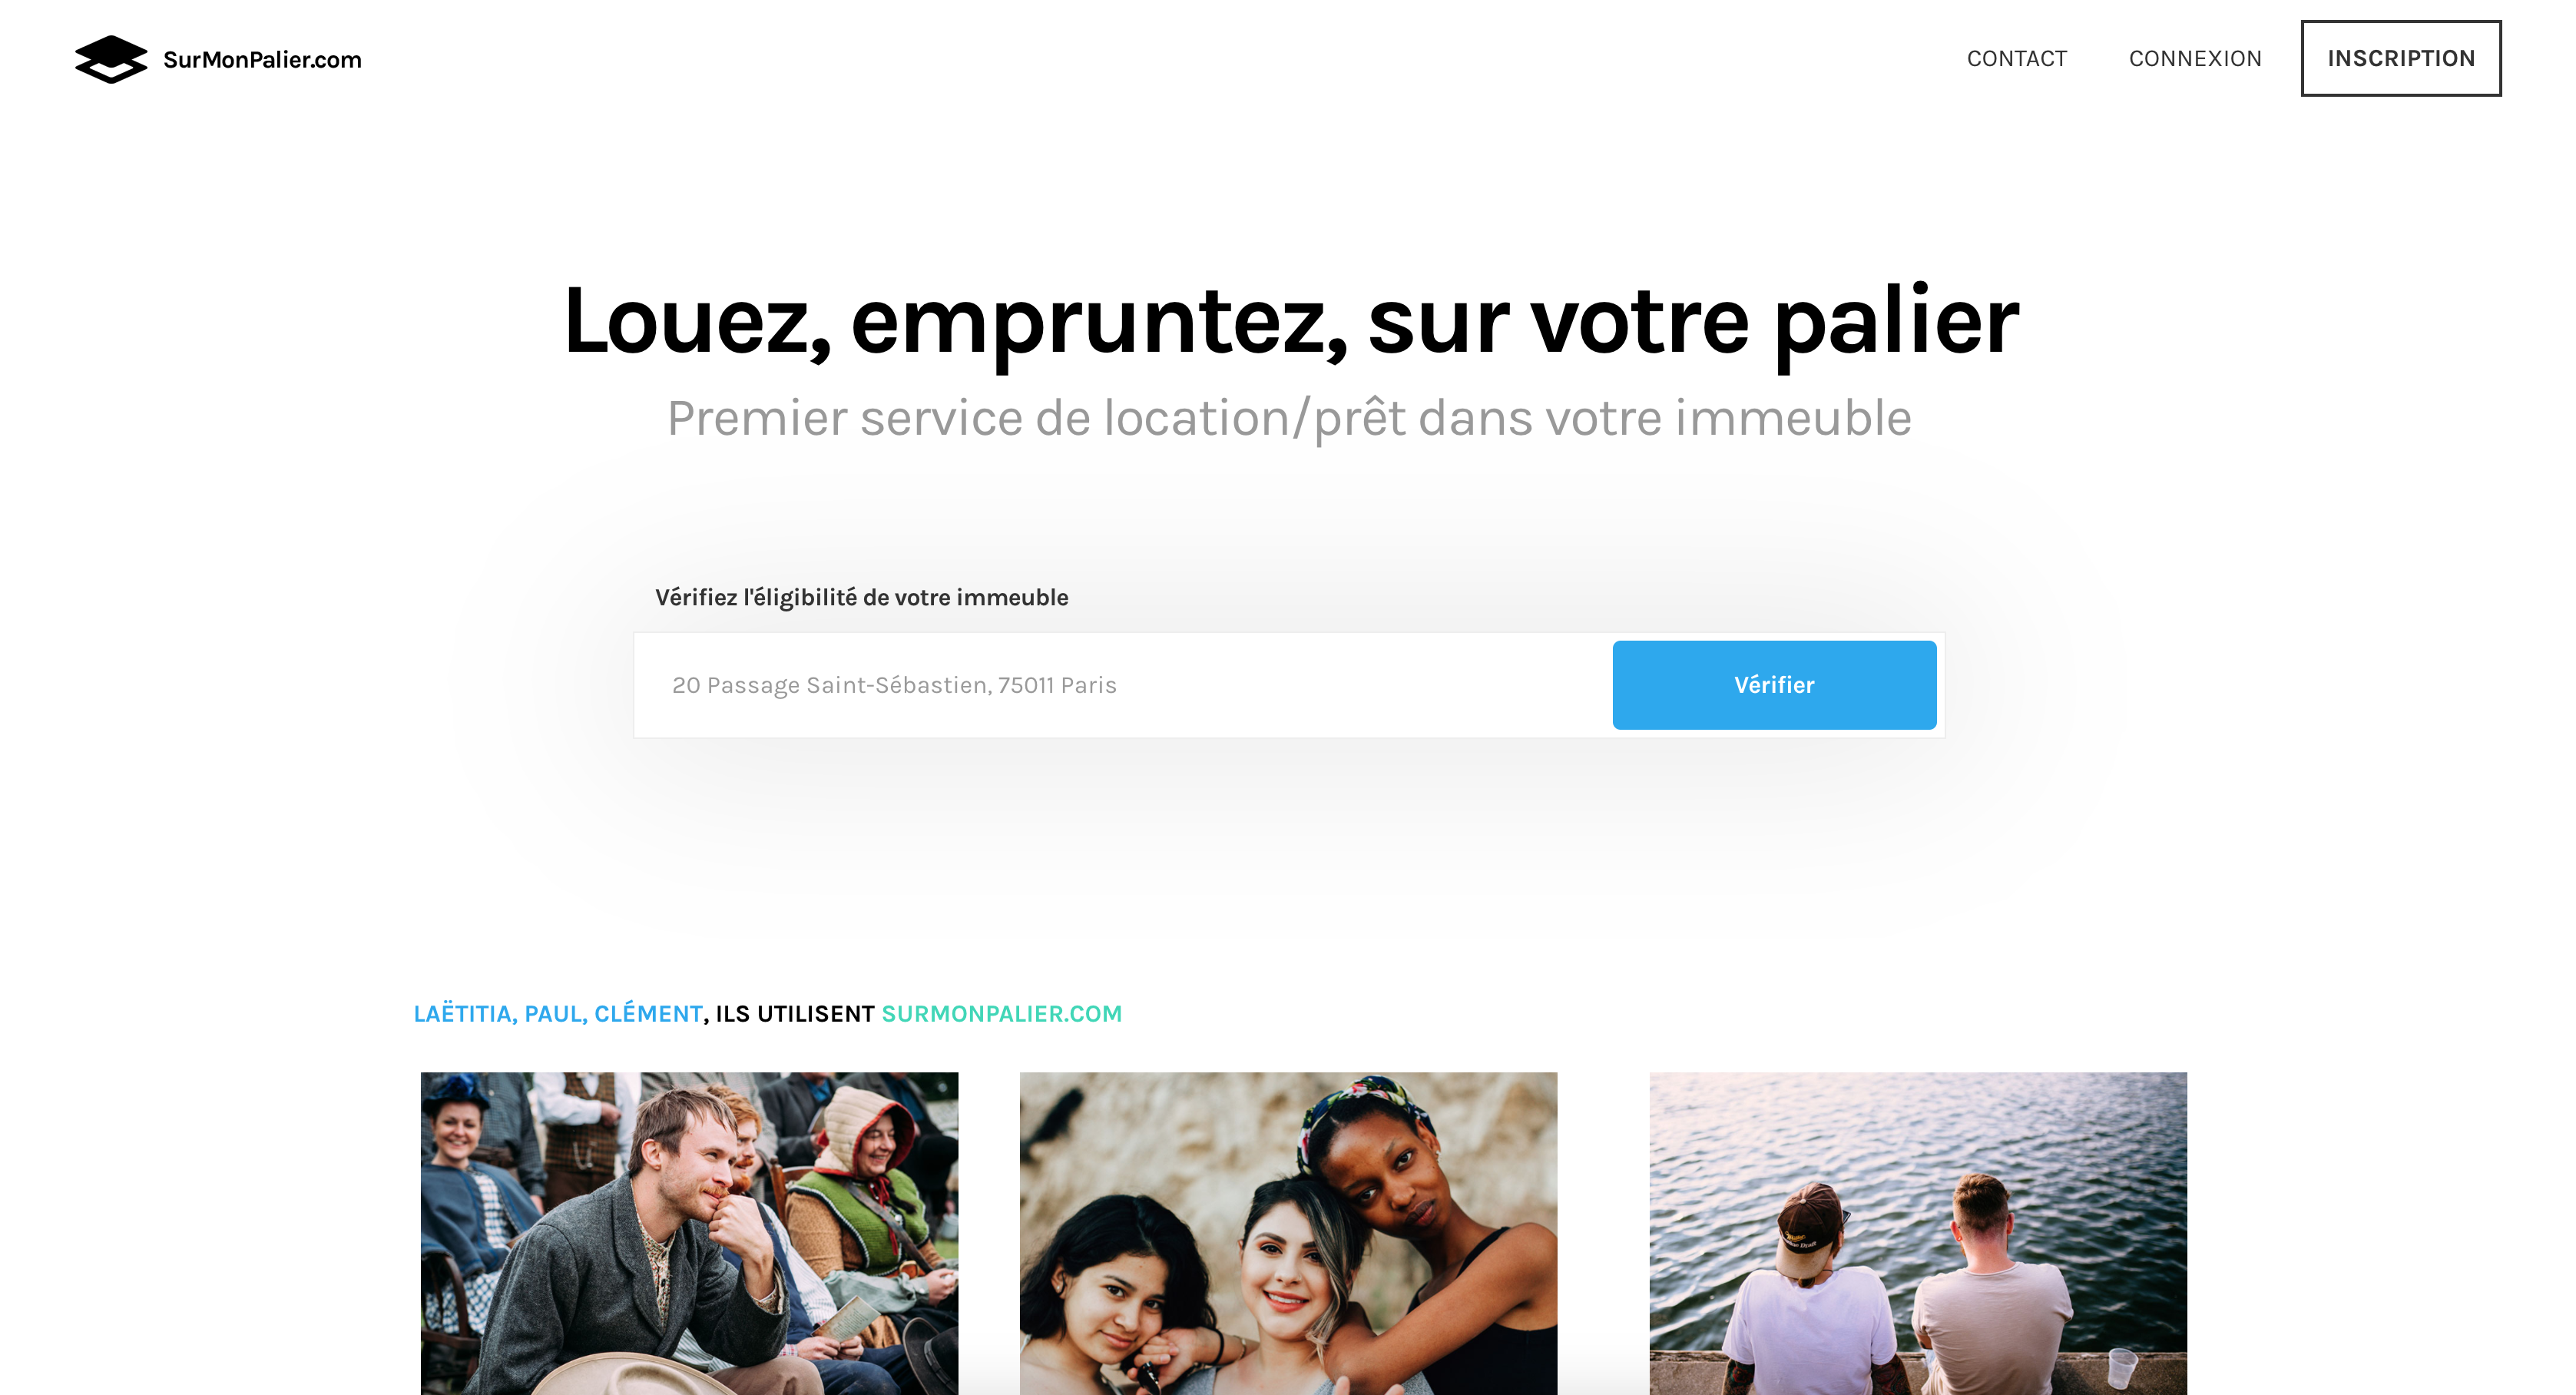 SurMonPalier.com
CONTACT
CONNEXION
INSCRIPTION
Louez, empruntez, sur votre palier
Premier service de location/prêt dans votre immeuble
Vérifiez l'éligibilité de votre immeuble
20 Passage Saint-Sébastien, 75011 Paris
Vérifier
LAËTITIA, PAUL, CLÉMENT, ILS UTILISENT SURMONPALIER.COM